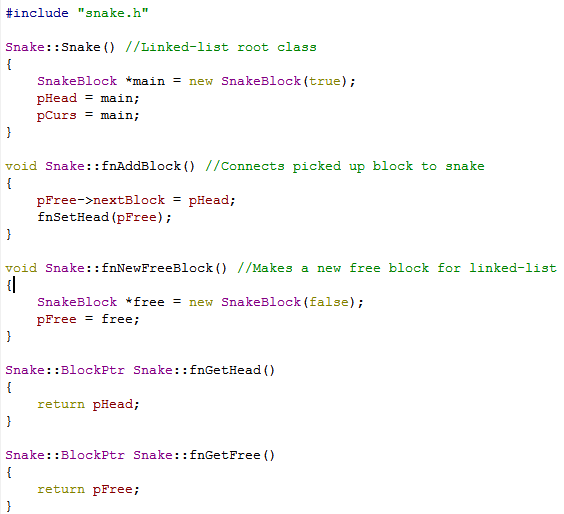 #include "snake.h"
Snake::Snake() //Linked-list root class
{
SnakeBlock *main = new SnakeBlock(true);
pHead = main;
pCurs = main;
}
void Snake::fnAddBlock() //Connects picked up block to snake
{
pFree->nextBlock = pHead;
fnSetHead(pFree);
}
void Snake::fnNewFreeBlock() //Makes a new free block for linked-list
{
SnakeBlock *free = new SnakeBlock(false);
pFree = free;
}
Snake::BlockPtr Snake::fnGetHead()
{
return pHead;
}
Snake::BlockPtr Snake::fnGetFree()
{
return pFree;
}